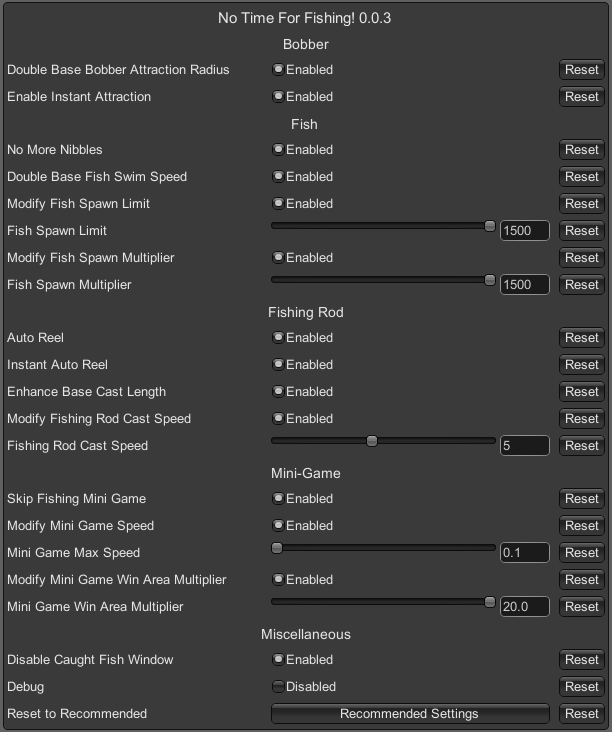 No Time For Fishing! 0.0.3
Bobber
Double Base Bobber Attraction Radius Enabled Reset
Enable Instant Attraction Enabled Reset
Fish
No More Nibbles Enabled Reset
Double Base Fish Swim Speed Enabled Reset
Modify Fish Spawn Limit Enabled Reset
Fish Spawn Limit 1500 Reset
Modify Fish Spawn Multiplier Enabled Reset
Fish Spawn Multiplier 1500 Reset
Fishing Rod
Auto Reel Enabled Reset
Instant Auto Reel Enabled Reset
Enhance Base Cast Length Enabled Reset
Modify Fishing Rod Cast Speed Enabled Reset
Fishing Rod Cast Speed 5 Reset
Mini-Game
Skip Fishing Mini Game Enabled Reset
Modify Mini Game Speed Enabled Reset
Mini Game Max Speed 0.1 Reset
Modify Mini Game Win Area Multiplier Enabled Reset
Mini Game Win Area Multiplier 20.0 Reset
Miscellaneous
Disable Caught Fish Window Enabled Reset
Debug Disabled Reset
Reset to Recommended Recommended Settings Reset